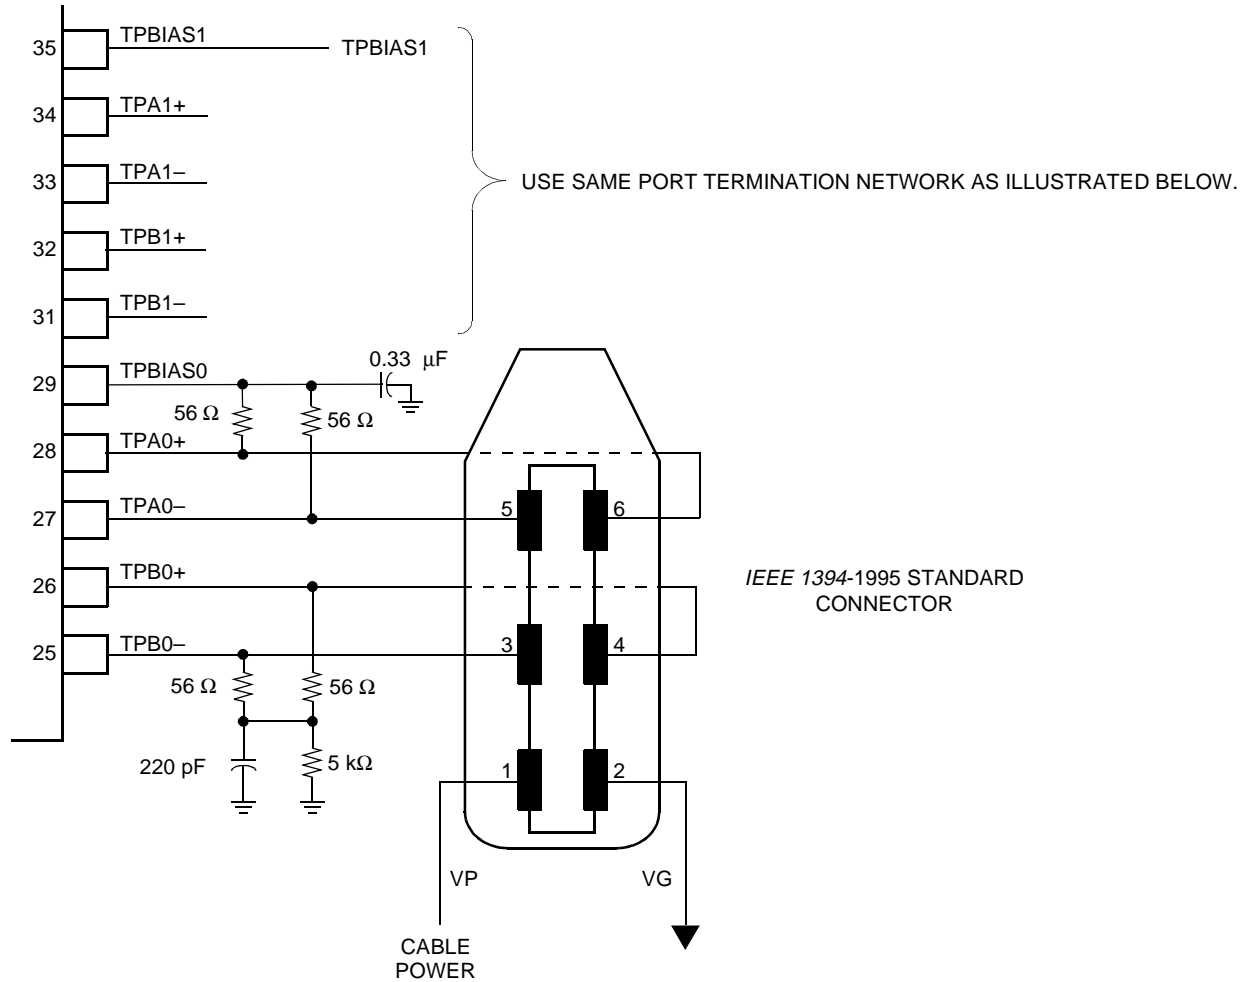 35 TPBIAS1 TPBIAS1
34 TPA1+
33 TPA1–
USE SAME PORT TERMINATION NETWORK AS ILLUSTRATED BELOW.
32 TPB1+
31 TPB1–
0.33 μF
29 TPBIAS0
56 Ω 56 Ω
28 TPA0+
27 TPA0– 5 6
26 TPB0+
IEEE 1394-1995 STANDARD
CONNECTOR
25 TPB0– 3 4
56 Ω 56 Ω
220 pF 5 kΩ 1 2
VP VG
CABLE
POWER